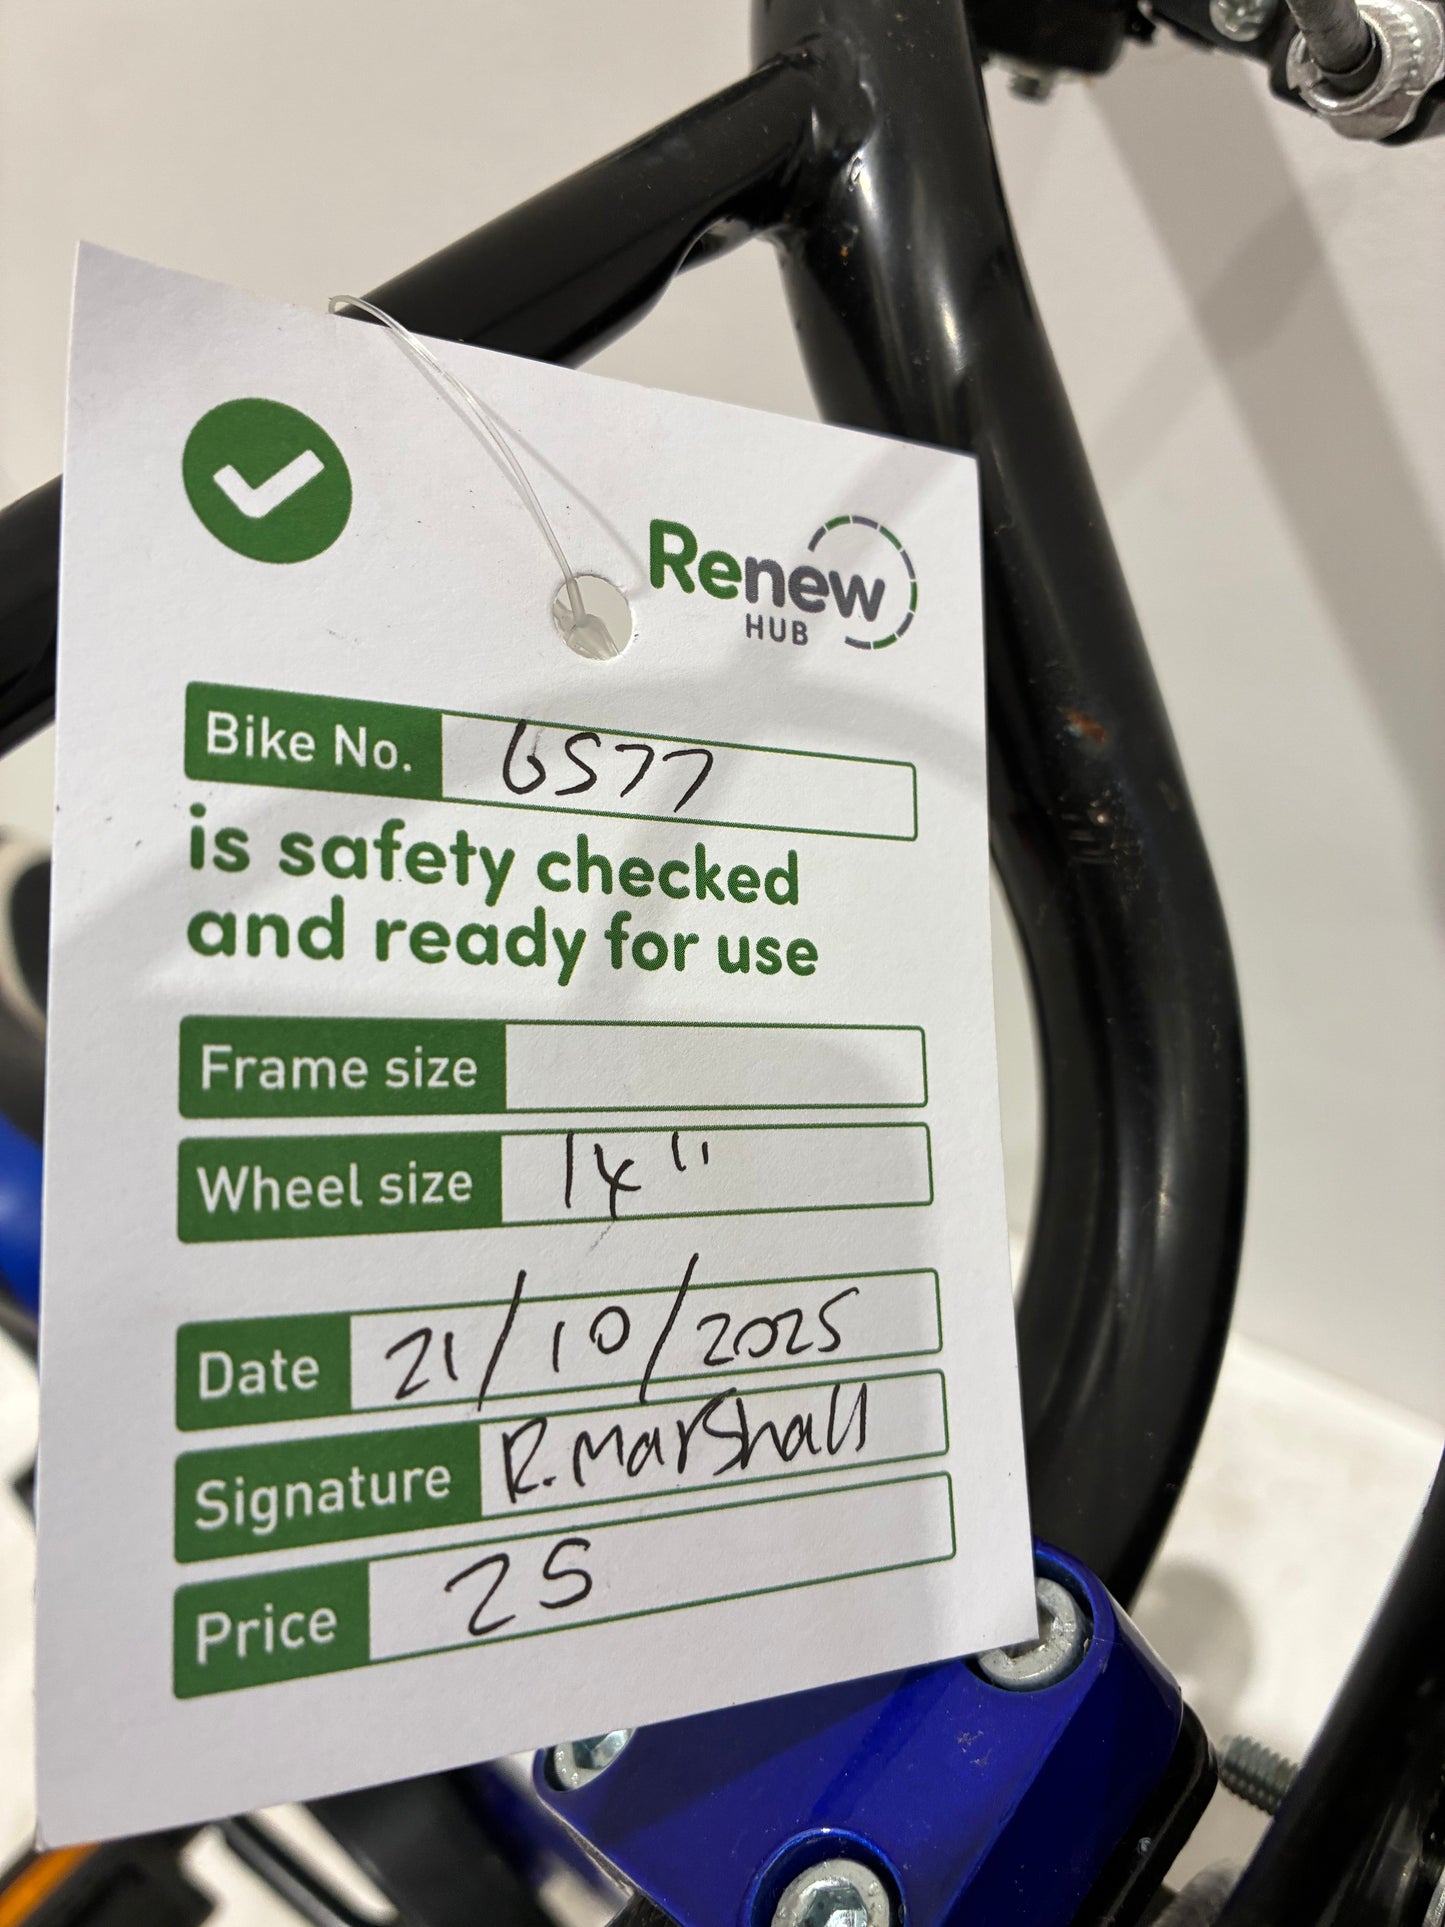 Renew
HUB
Bike No. 6577
is safety checked
and ready for use
Frame size
Wheel size 14"
Date 21/10/2025
Signature R. Marshall
Price 25